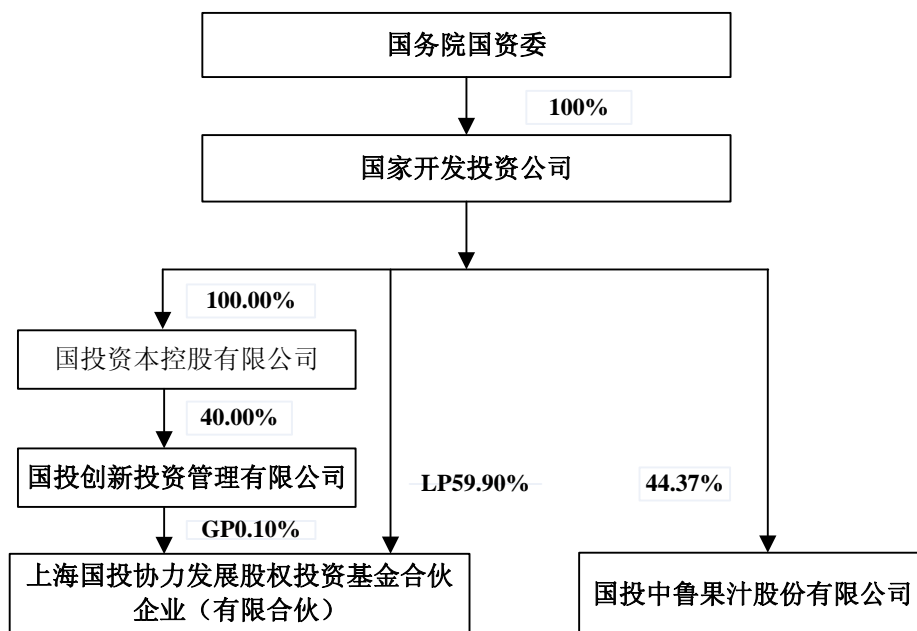 国务院国资委
100%
国家开发投资公司
100.00%
国投资本控股有限公司
40.00%
国投创新投资管理有限公司
LP59.90%
44.37%
GP0.10%
上海国投协力发展股权投资基金合伙
企业（有限合伙）
国投中鲁果汁股份有限公司